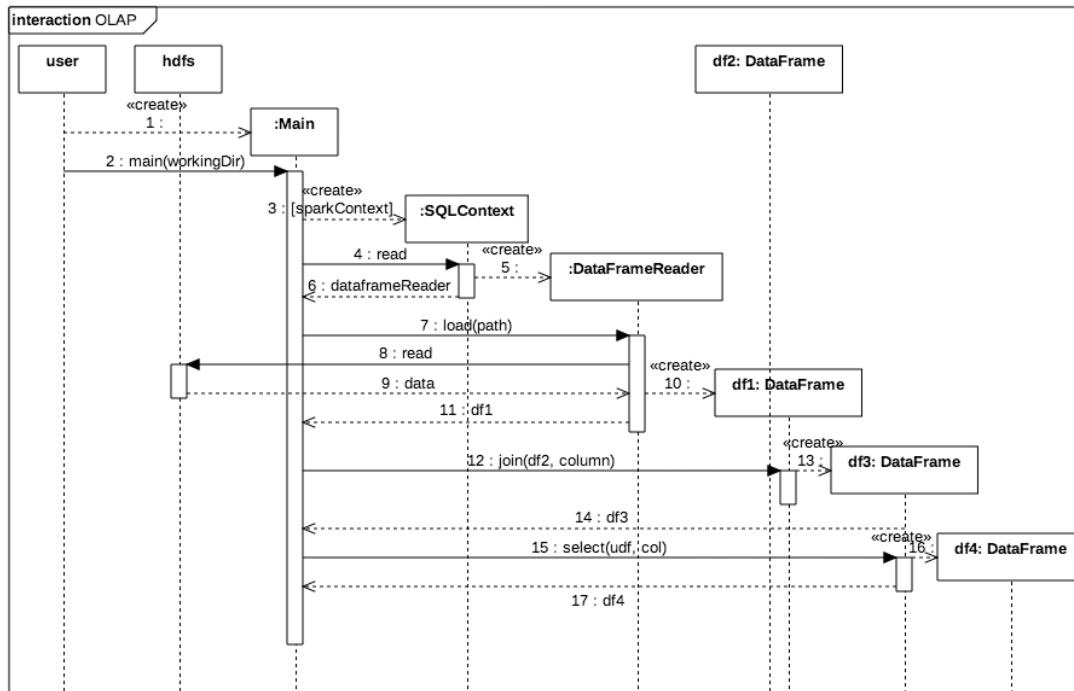 interaction OLAP
user
hdfs
df2: DataFrame
«create»
1 :
:Main
2 : main(workingDir)
«create»
3 : [sparkContext]
:SQLContext
4 : read
«create»
5 :
:DataFrameReader
6 : dataframeReader
7 : load(path)
8 : read
«create»
9 : data
10 :
df1: DataFrame
11 : df1
«create»
12 : join(df2, column)
13 :
df3: DataFrame
14 : df3
«create»
15 : select(udf, col)
16 :
df4: DataFrame
17 : df4